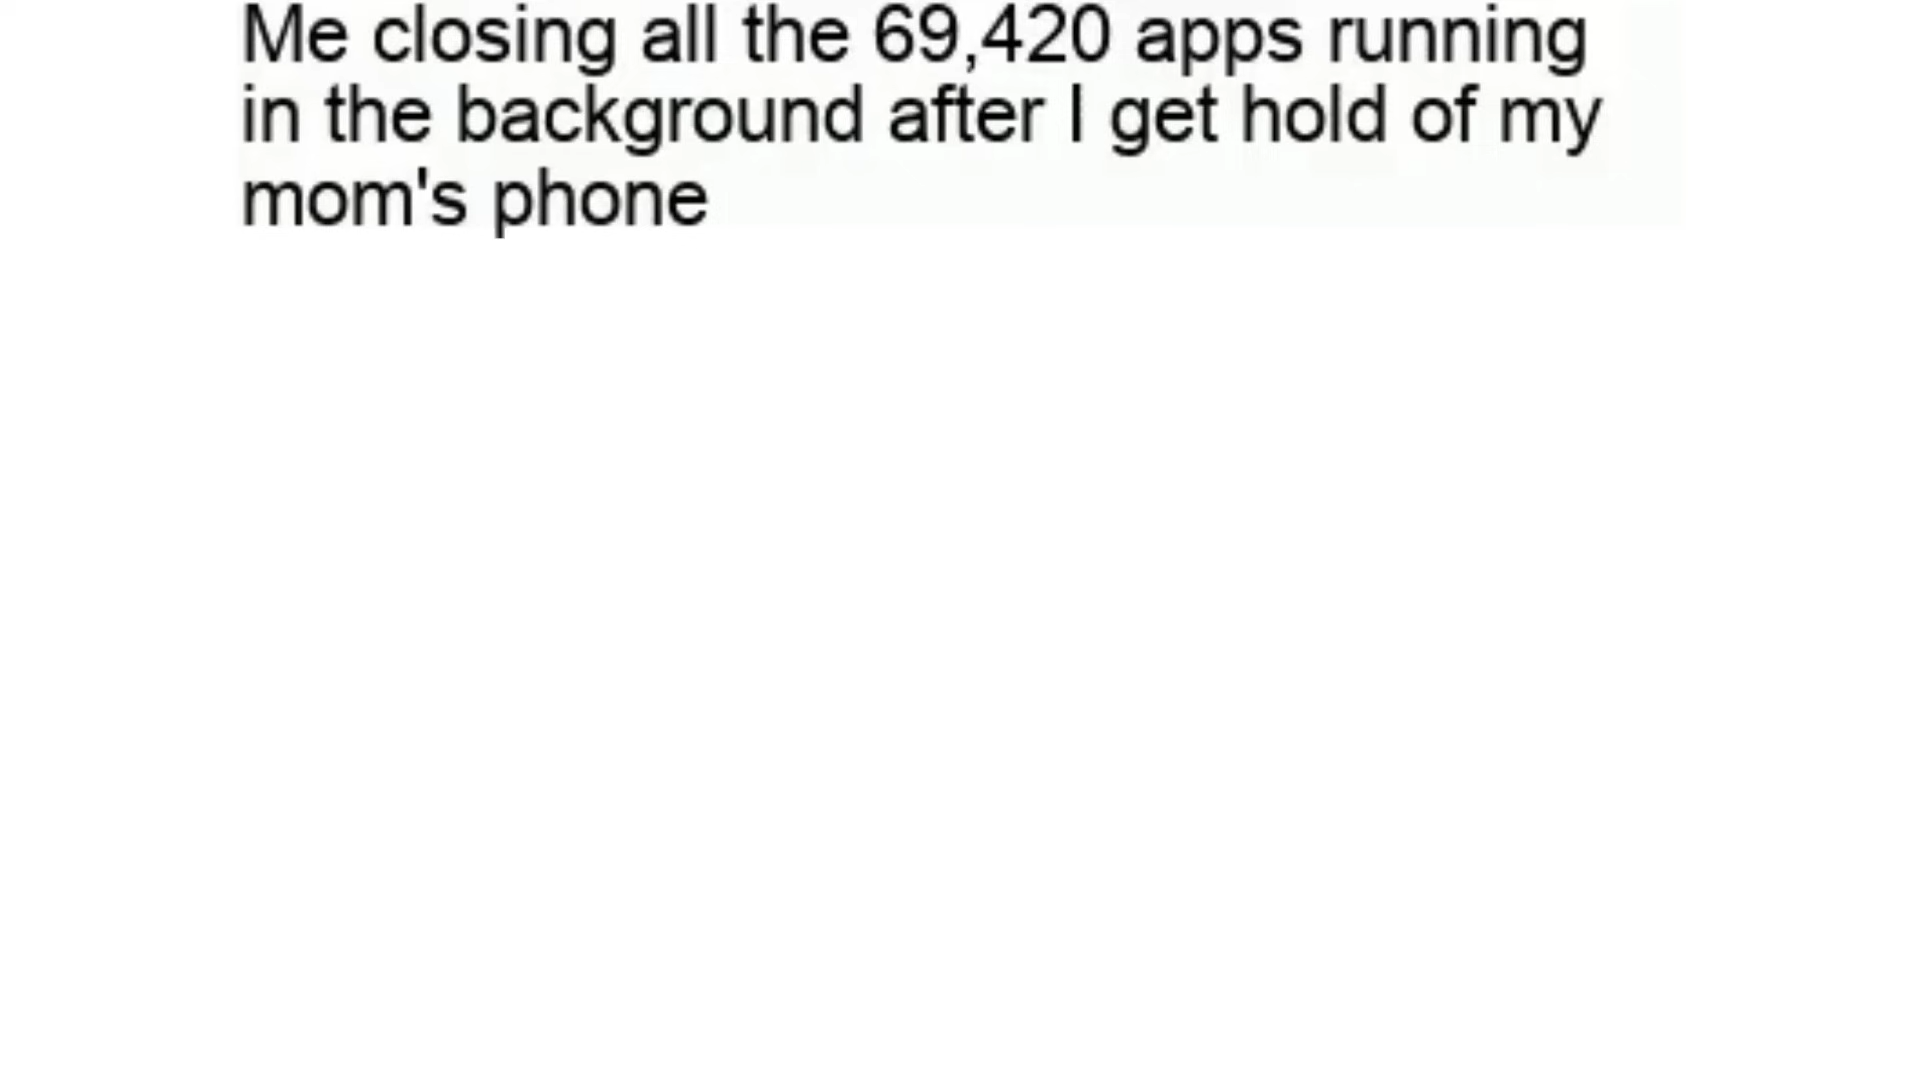 Me closing all the 69,420 apps running
in the background after I get hold of my
mom's phone